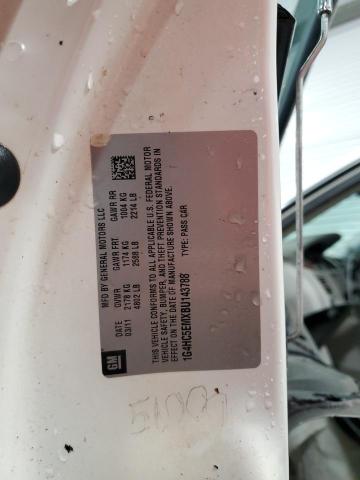 GM
MFD BY GENERAL MOTORS LLC
DATE GVWR GAWR FRT GAWR RR
03/11 2178 KG 1174 KG 1004 KG
4802 LB 2588 LB 2214 LB
THIS VEHICLE CONFORMS TO ALL APPLICABLE U.S. FEDERAL MOTOR
VEHICLE SAFETY, BUMPER, AND THEFT PREVENTION STANDARDS IN
EFFECT ON THE DATE OF MANUFACTURE SHOWN ABOVE.
1G4HC5EMXBU143788 TYPE: PASS CAR